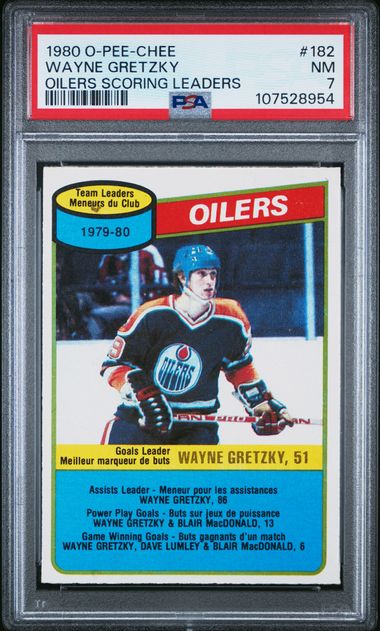 1980 O-PEE-CHEE #182
WAYNE GRETZKY NM
OILERS SCORING LEADERS 7
PSA 107528954
Team Leaders
Meneurs du Club
1979-80
OILERS
OILERS
Goals Leader
Meilleur marqueur de buts WAYNE GRETZKY, 51
Assists Leader - Meneur pour les assistances
WAYNE GRETZKY, 86
Power Play Goals - Buts sur jeux de puissance
WAYNE GRETZKY & BLAIR MacDONALD, 13
Game Winning Goals - Buts gagnants d'un match
WAYNE GRETZKY, DAVE LUMLEY & BLAIR MacDONALD, 6